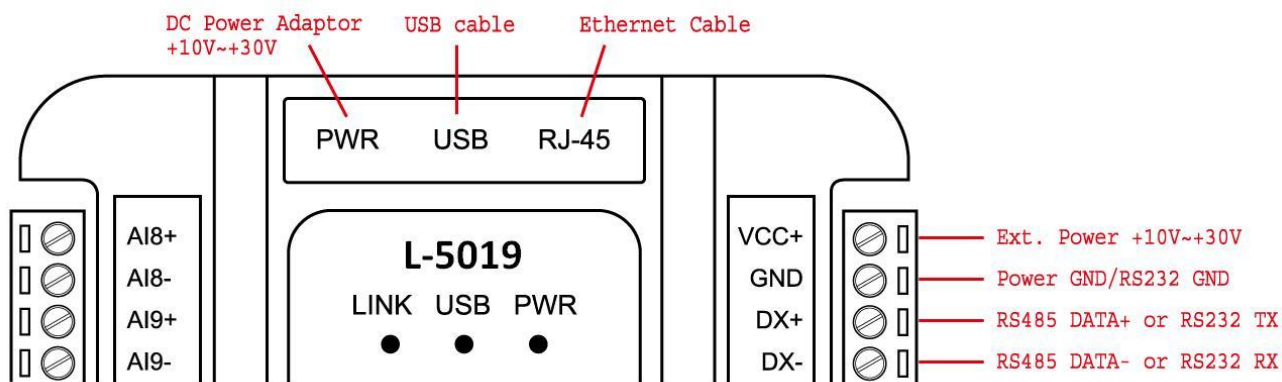 DC Power Adaptor
+10V~+30V
USB cable
Ethernet Cable
PWR USB RJ-45
L-5019
LINK USB PWR
AI8+
AI8-
AI9+
AI9-
VCC+
GND
DX+
DX-
Ext. Power +10V~+30V
Power GND/RS232 GND
RS485 DATA+ or RS232 TX
RS485 DATA- or RS232 RX